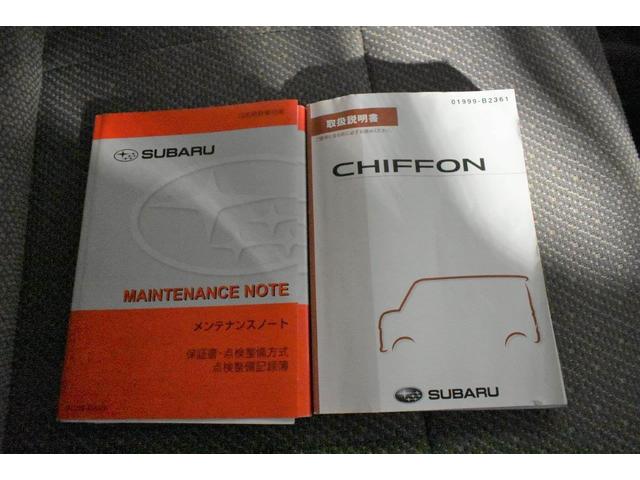 SUBARU
MAINTENANCE NOTE
メンテナンスノート
保証書・点検整備方式
点検整備記録簿
01999-B2361
取扱説明書
CHIFFON
SUBARU